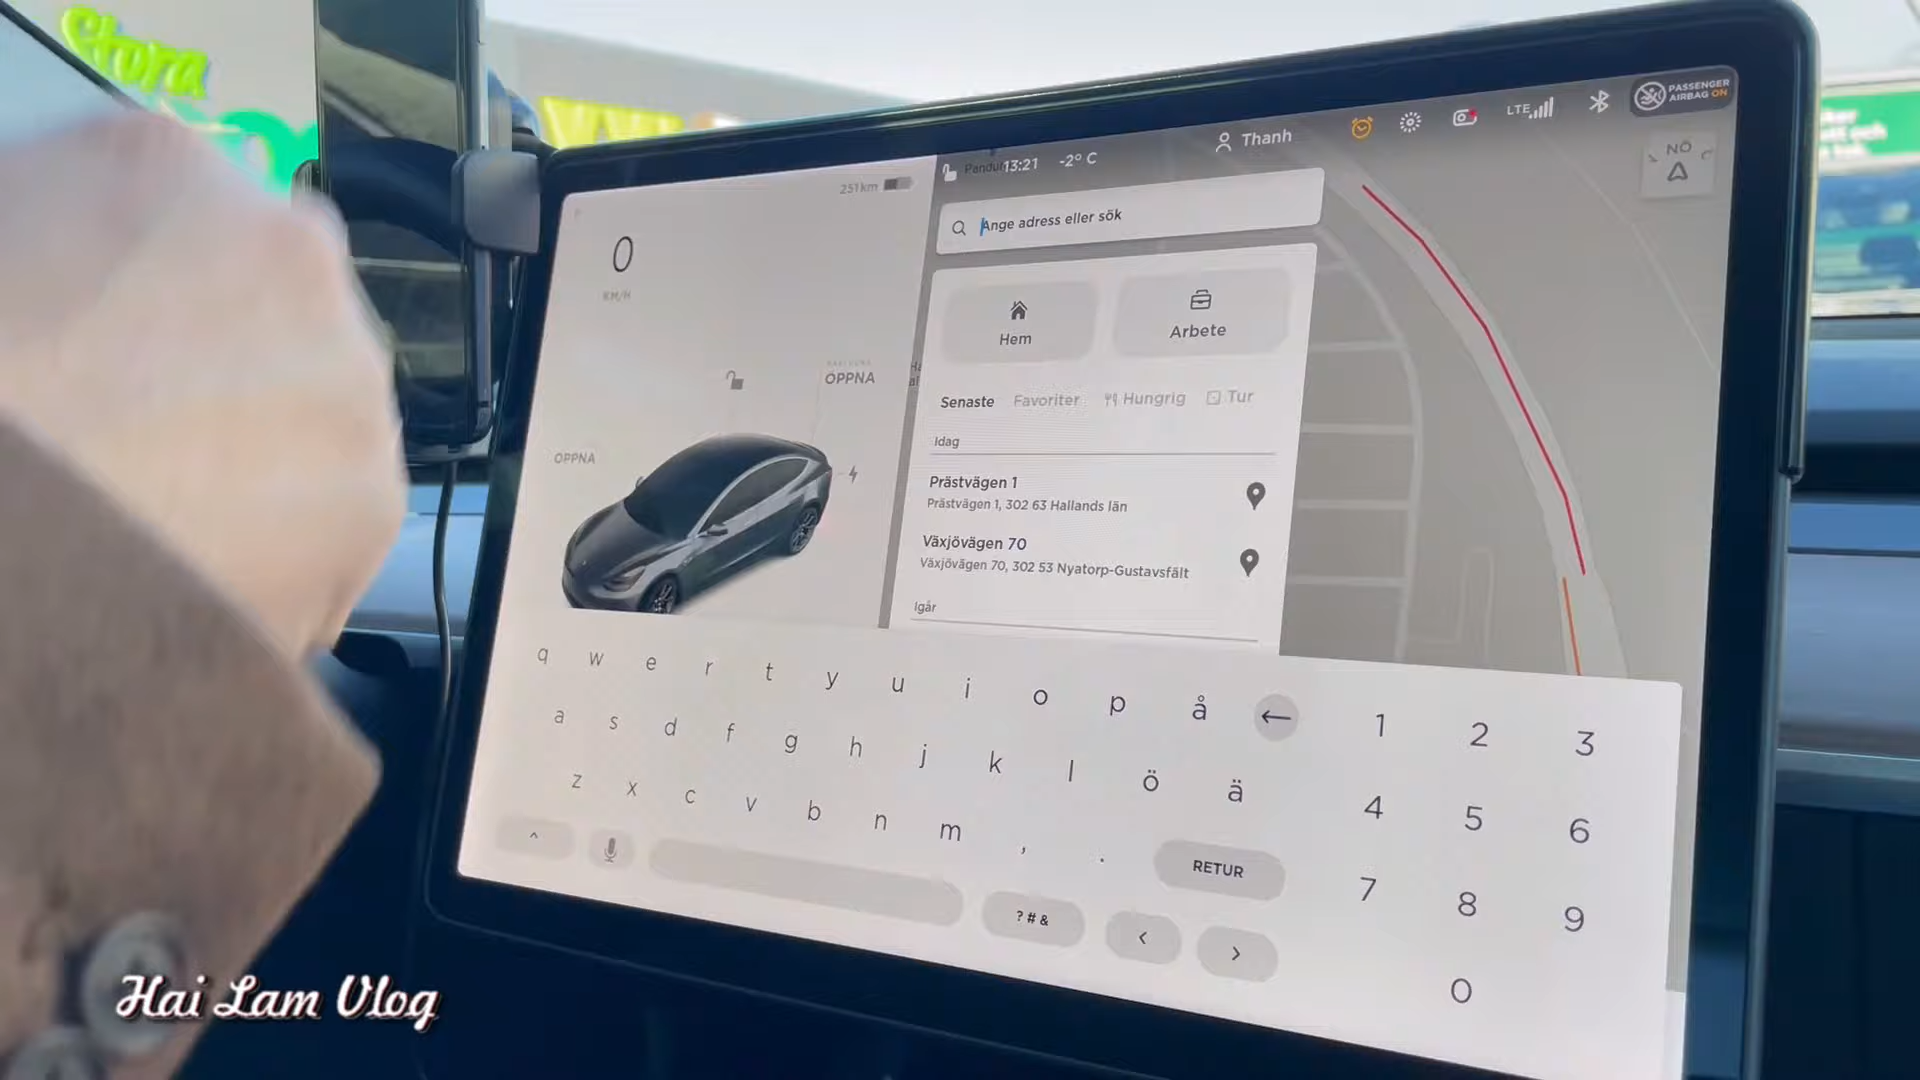 Stora
PASSENGER
AIRBAG ON
LTE
Thanh
13:21 -2° C
NÖ
251km
Ange adress eller sök
0
KM/H
Hem
Arbete
ÖPPNA
Senaste Favoriter Hungrig Tur
Idag
ÖPPNA
Prästvägen 1
Prästvägen 1, 302 63 Hallands län
Växjövägen 70
Växjövägen 70, 302 53 Nyatorp-Gustavsfält
Igår
q w e r t y u i o p å ← 1 2 3
a s d f g h j k l ö ä 4 5 6
z x c v b n m , . RETUR 7 8 9
^ ? # & < > 0
Hai Lam Vlog